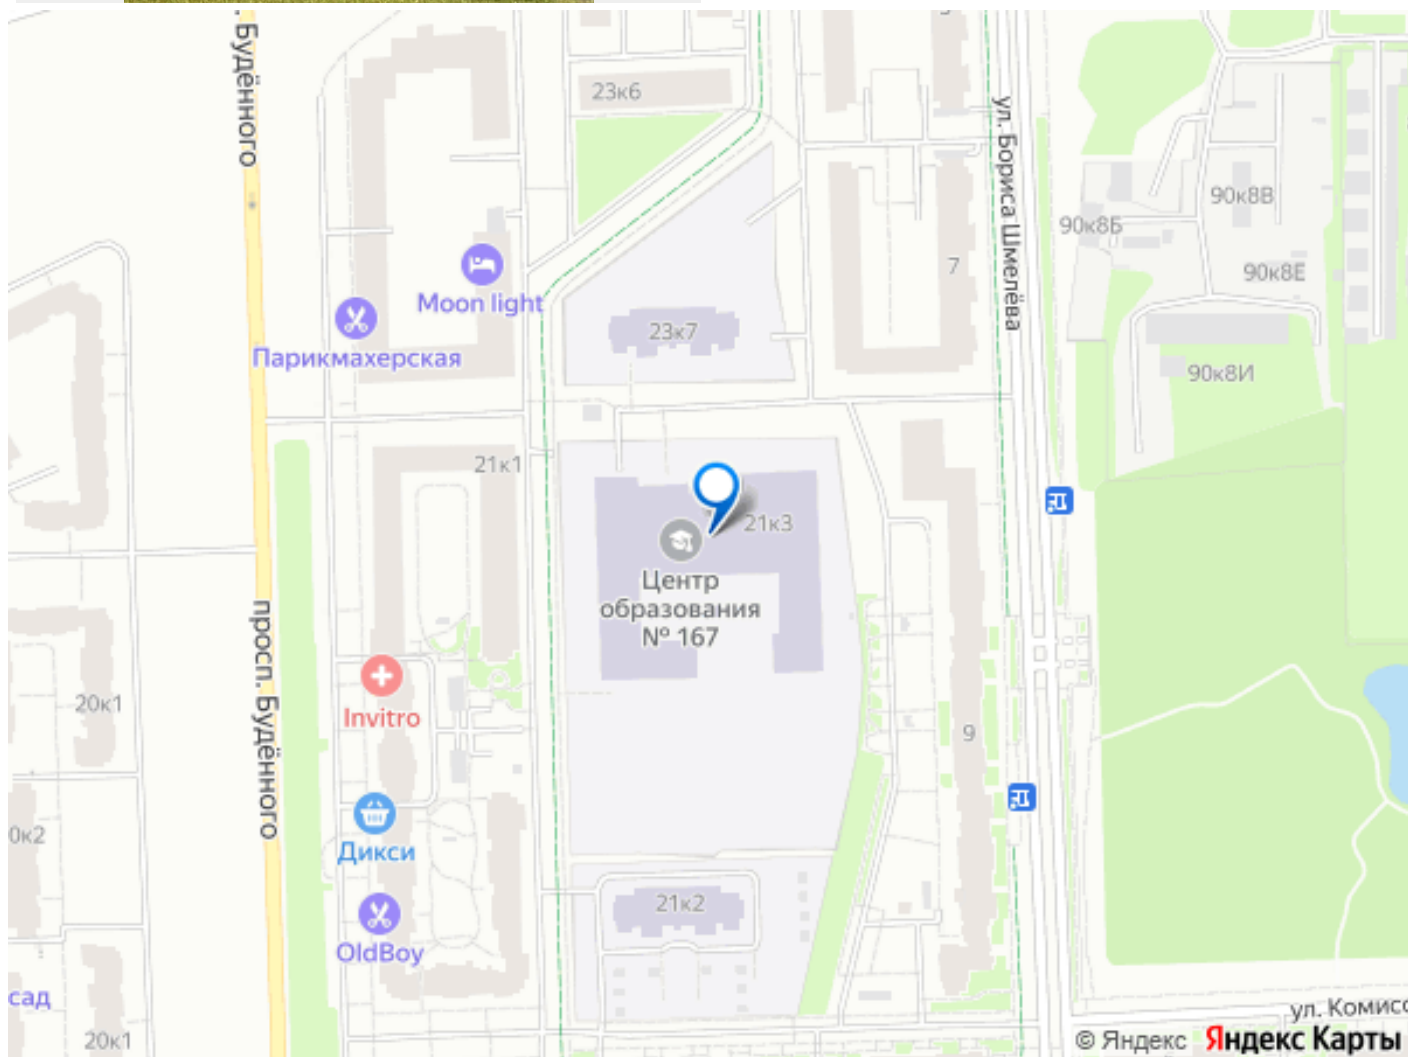 . Будённого
23к6
ул. Бориса Шмелёва
90к8В
90к8Б
7
90к8Е
Moon light
23к7
Парикмахерская
90к8И
21к1
21к3
Центр
образования
№ 167
просп. Будённого
20к1
Invitro
9
0к2
Дикси
21к2
OldBoy
сад
ул. Комисс
20к1
© Яндекс Яндекс Карты